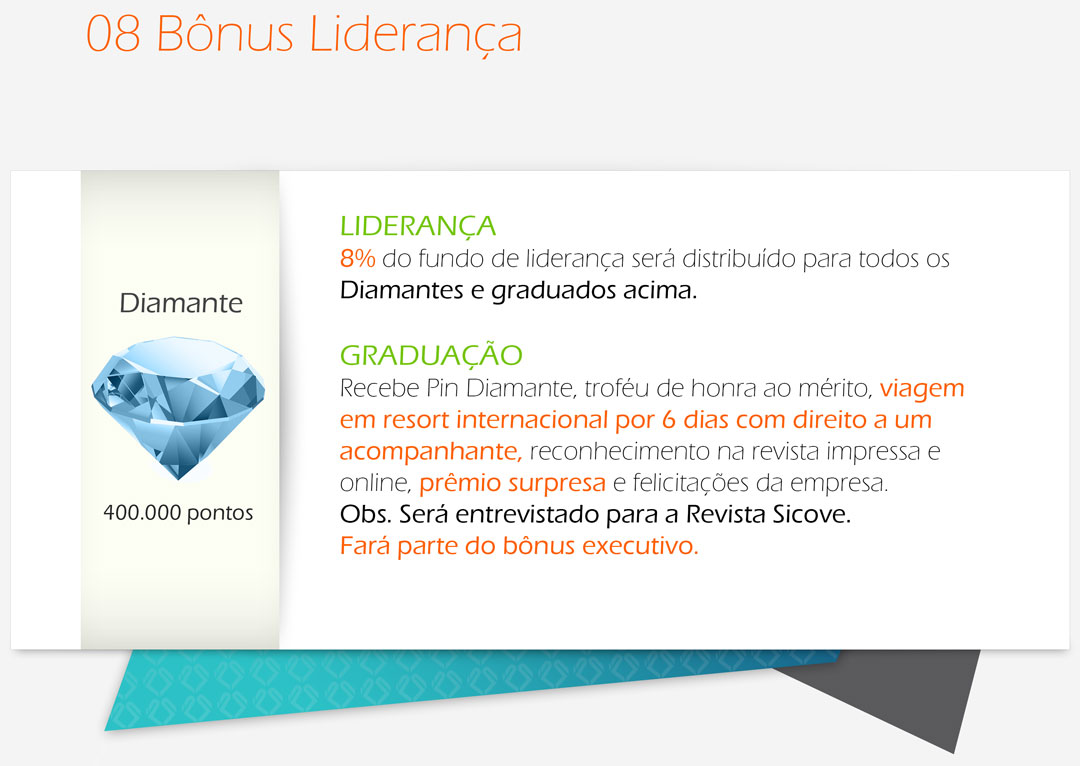 08 Bônus Liderança
Diamante
400.000 pontos
LIDERANÇA
8% do fundo de liderança será distribuído para todos os
Diamantes e graduados acima.
GRADUAÇÃO
Recebe Pin Diamante, troféu de honra ao mérito, viagem
em resort internacional por 6 dias com direito a um
acompanhante, reconhecimento na revista impressa e
online, prêmio surpresa e felicitações da empresa.
Obs. Será entrevistado para a Revista Sicove.
Fará parte do bônus executivo.